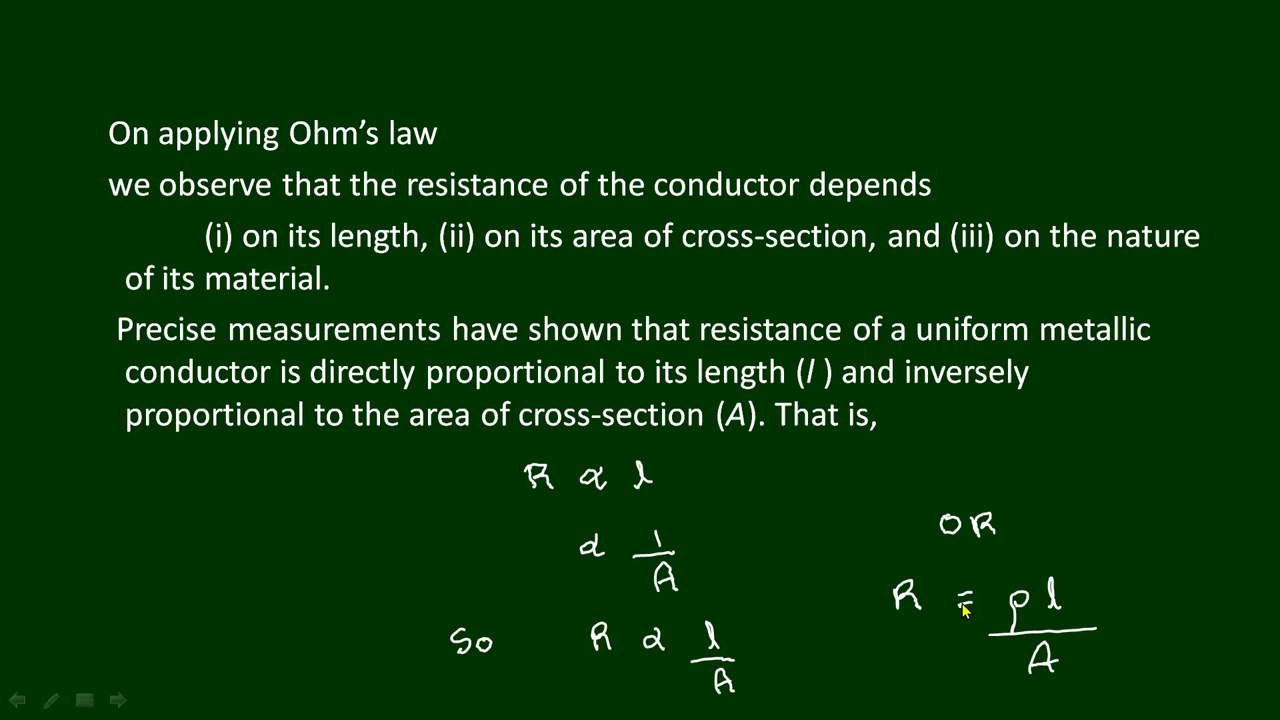 On applying Ohm’s law
we observe that the resistance of the conductor depends
(i) on its length, (ii) on its area of cross-section, and (iii) on the nature
of its material.
Precise measurements have shown that resistance of a uniform metallic
conductor is directly proportional to its length (l ) and inversely
proportional to the area of cross-section (A). That is,
R ∝ l
∝ 1/A
So R ∝ l/A
OR
R = ρl/A